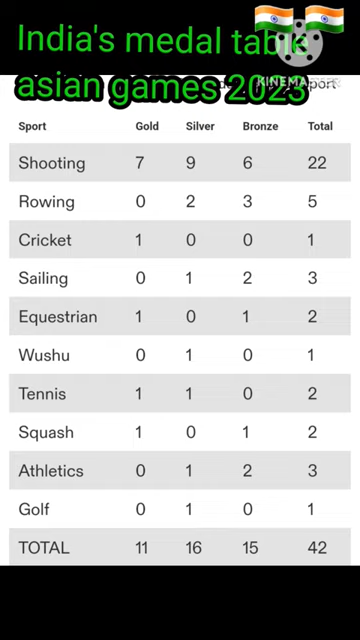 India's medal table
asian games 2023
KINEMASTER
Sport Gold Silver Bronze Total
Shooting 7 9 6 22
Rowing 0 2 3 5
Cricket 1 0 0 1
Sailing 0 1 2 3
Equestrian 1 0 1 2
Wushu 0 1 0 1
Tennis 1 1 0 2
Squash 1 0 1 2
Athletics 0 1 2 3
Golf 0 1 0 1
TOTAL 11 16 15 42